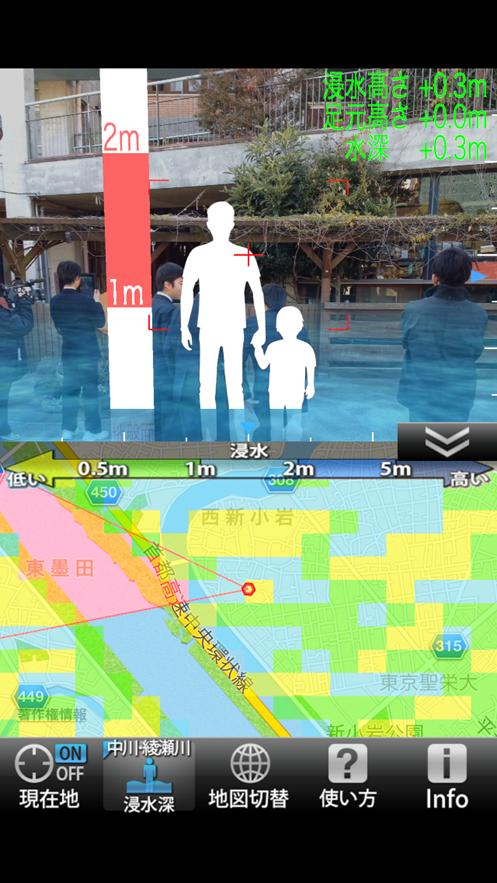 浸水高さ +0.3m
足元高さ +0.0m
水深 +0.3m
2m
1m
浸水
低い 0.5m 1m 2m 5m 高い
450
308
西新小岩
東墨田
首都高速中央環状線
315
東京聖栄大
449
著作権情報
新小岩公園
ON
OFF
現在地
中川・綾瀬川
浸水深
地図切替
?
使い方
i
Info